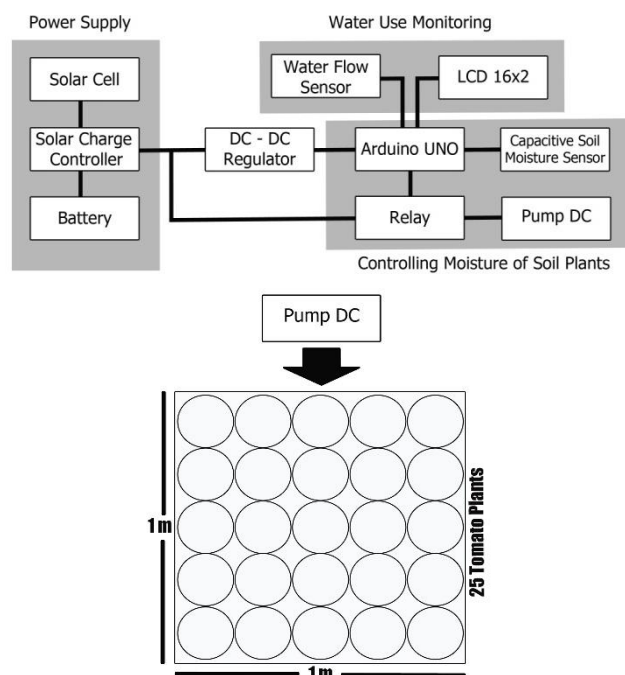 Power Supply
Water Use Monitoring
Solar Cell
Water Flow
Sensor
LCD 16x2
Solar Charge
Controller
DC - DC
Regulator
Arduino UNO
Capacitive Soil
Moisture Sensor
Battery
Relay
Pump DC
Controlling Moisture of Soil Plants
Pump DC
1 m
25 Tomato Plants
1 m